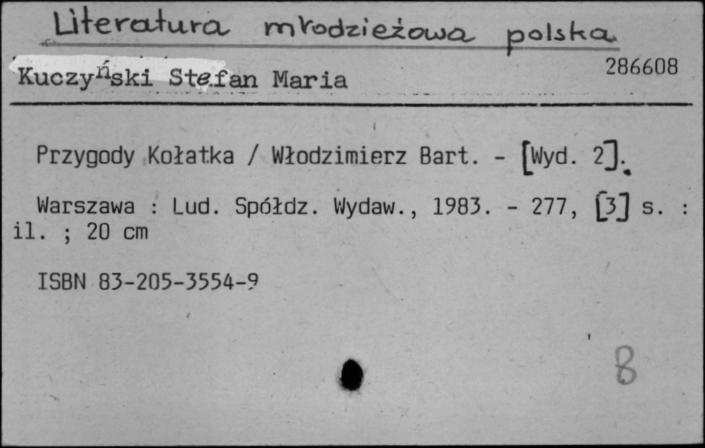 Literatura młodzieżowa polska
286608
Kuczyński Stefan Maria
Przygody Kołatka / Włodzimierz Bart. - [Wyd. 2].
Warszawa : Lud. Spółdz. Wydaw., 1983. - 277, [3] s. :
il. ; 20 cm
ISBN 83-205-3554-9
B